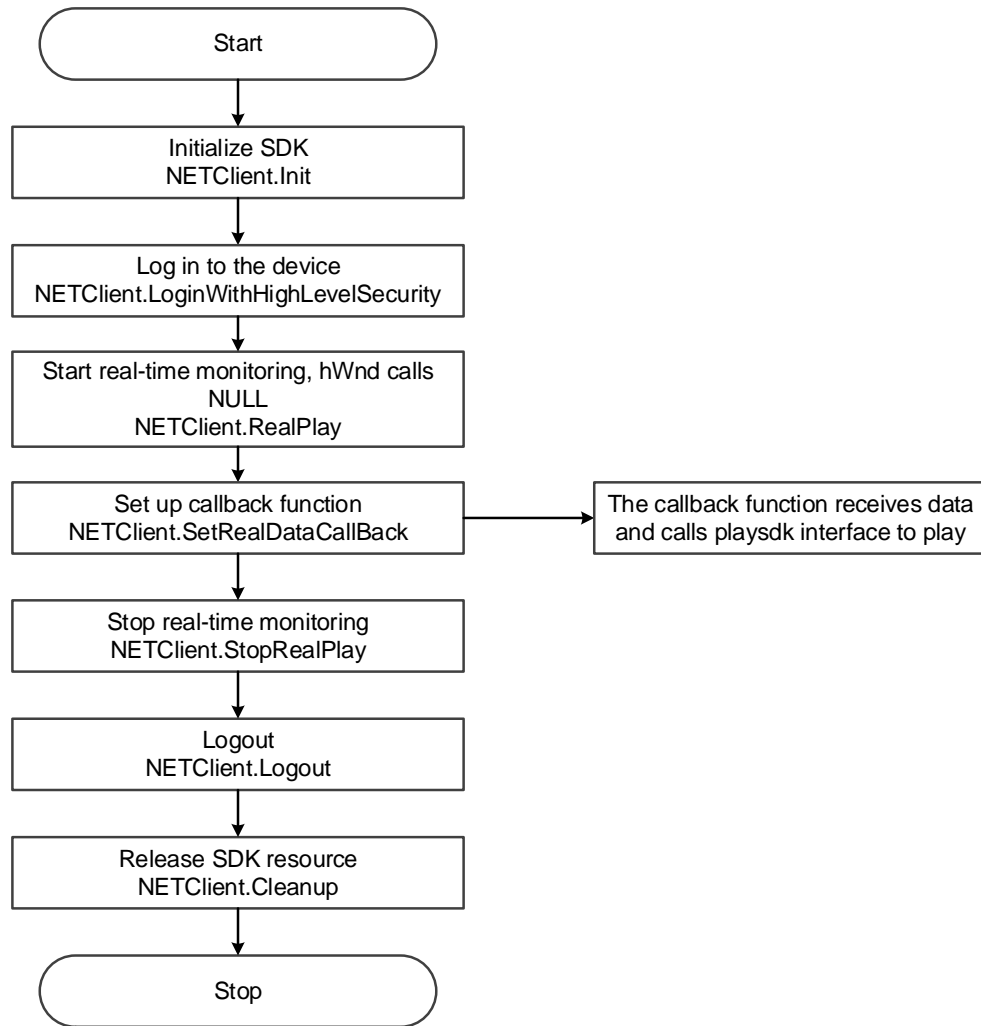 Start
Initialize SDK
NETClient.Init
Log in to the device
NETClient.LoginWithHighLevelSecurity
Start real-time monitoring, hWnd calls
NULL
NETClient.RealPlay
Set up callback function
NETClient.SetRealDataCallBack
The callback function receives data
and calls playsdk interface to play
Stop real-time monitoring
NETClient.StopRealPlay
Logout
NETClient.Logout
Release SDK resource
NETClient.Cleanup
Stop